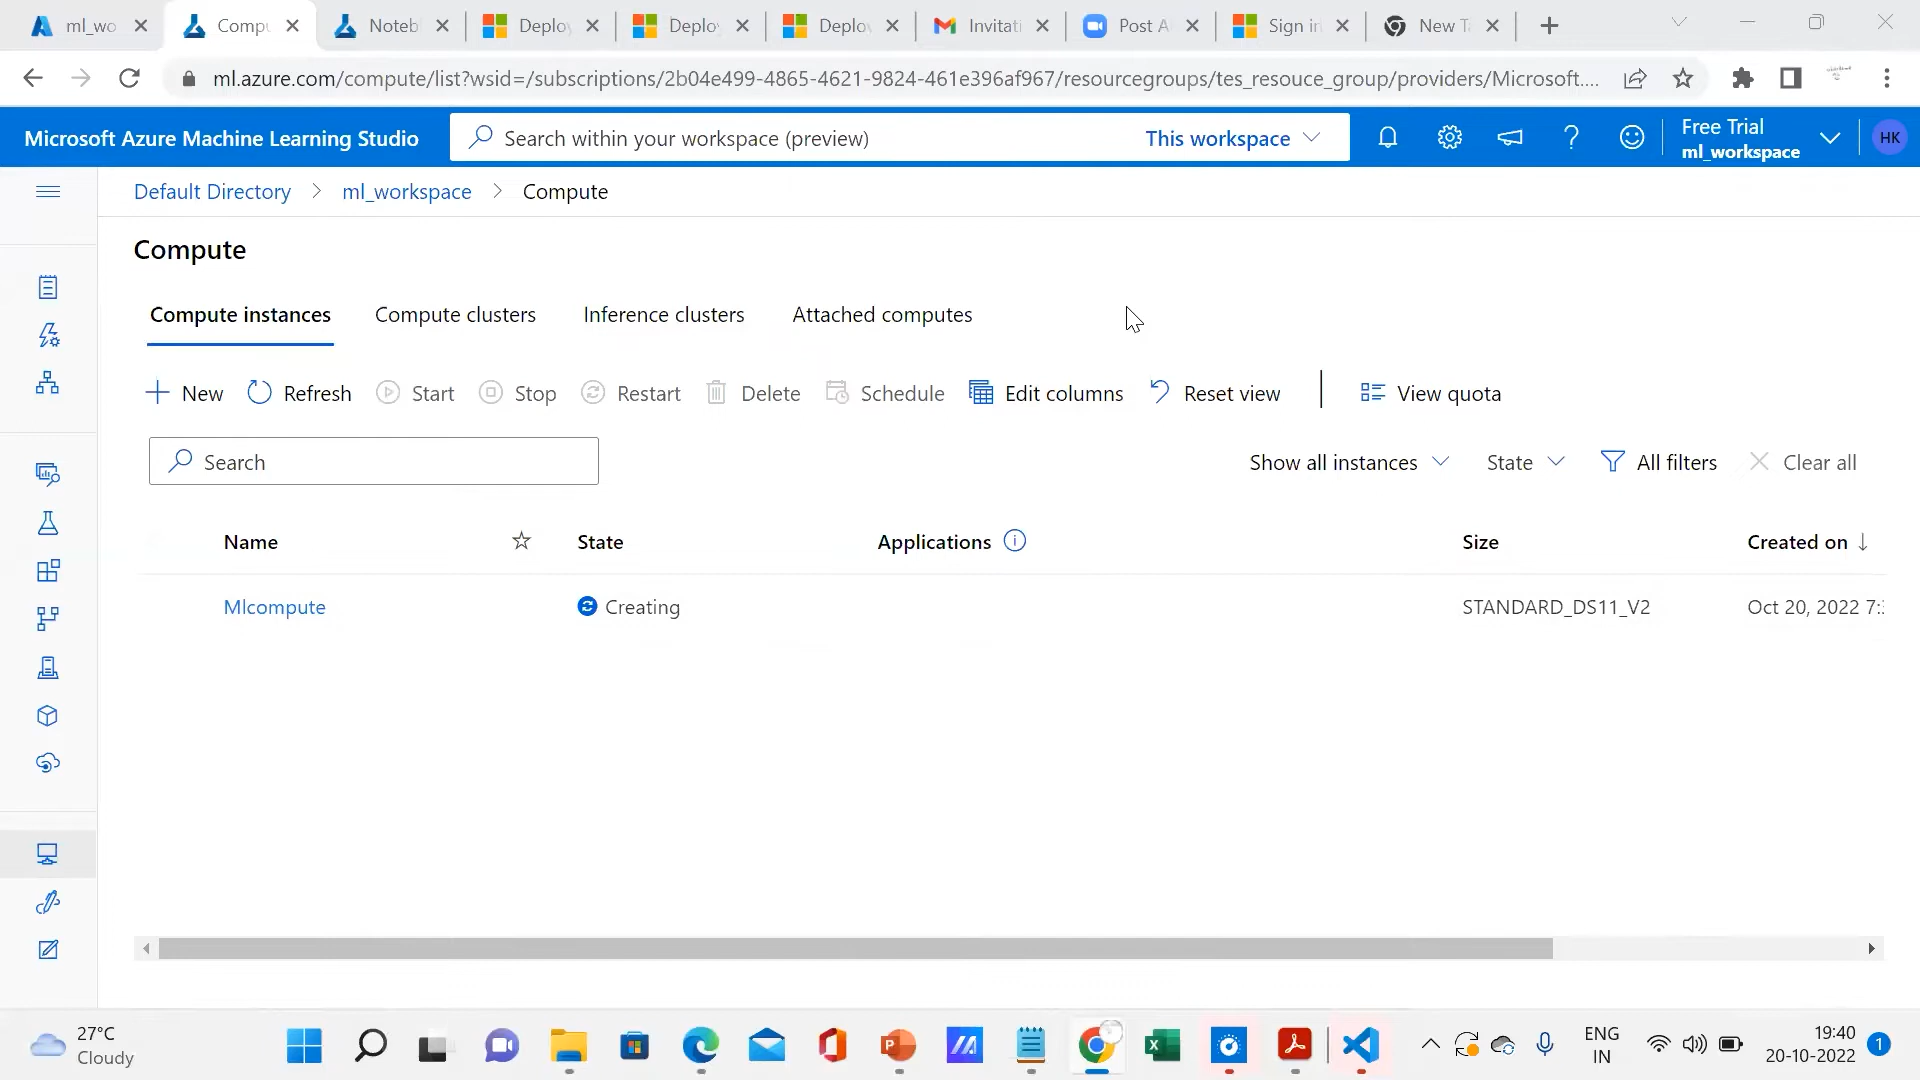 ml_wo
Compu
Noteb
Deploy
Deploy
Deploy
Invitati
Post A
Sign in
New T
ml.azure.com/compute/list?wsid=/subscriptions/2b04e499-4865-4621-9824-461e396af967/resourcegroups/tes_resouce_group/providers/Microsoft....
Microsoft Azure Machine Learning Studio
Search within your workspace (preview)
This workspace
Free Trial
ml_workspace
HK
Default Directory > ml_workspace > Compute
Compute
Compute instances
Compute clusters
Inference clusters
Attached computes
New
Refresh
Start
Stop
Restart
Delete
Schedule
Edit columns
Reset view
View quota
Search
Show all instances
State
All filters
Clear all
Name
State
Applications
Size
Created on
Mlcompute
Creating
STANDARD_DS11_V2
Oct 20, 2022 7:
27°C
Cloudy
ENG
IN
19:40
20-10-2022
1